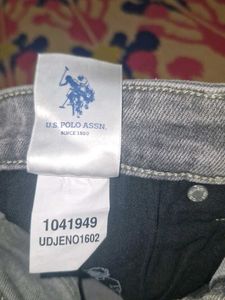 U.S. POLO ASSN.
SINCE 1890
1041949
UDJENO1602